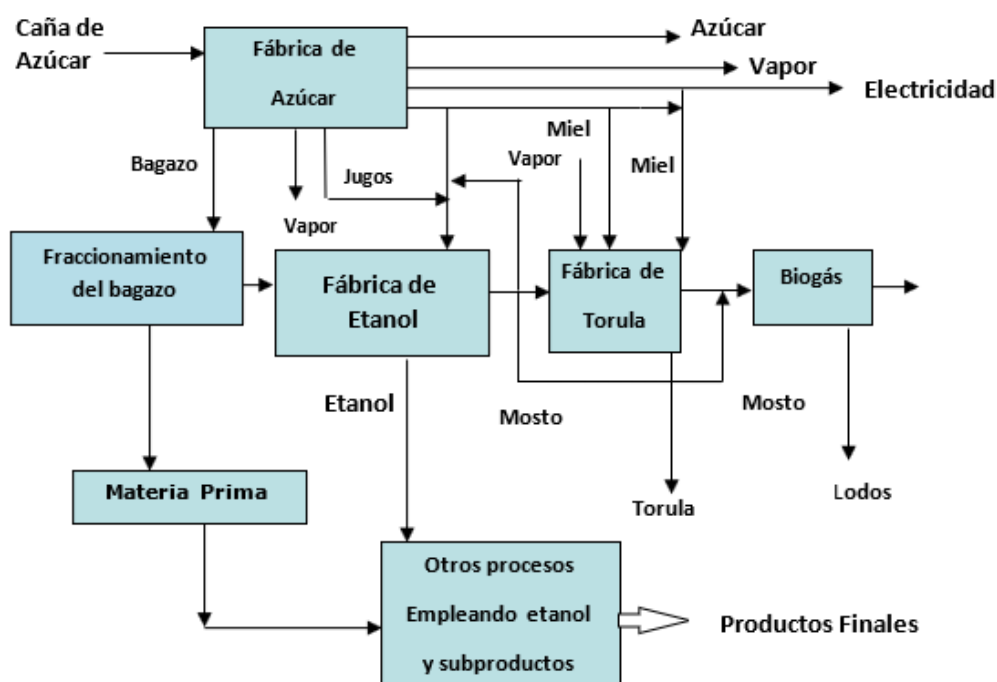 Caña de
Azúcar
Fábrica de
Azúcar
Azúcar
Vapor
Electricidad
Bagazo
Vapor
Jugos
Miel
Vapor
Miel
Fraccionamiento
del bagazo
Fábrica de
Etanol
Fábrica de
Torula
Biogás
Etanol
Mosto
Mosto
Materia Prima
Torula
Lodos
Otros procesos
Empleando etanol
y subproductos
Productos Finales